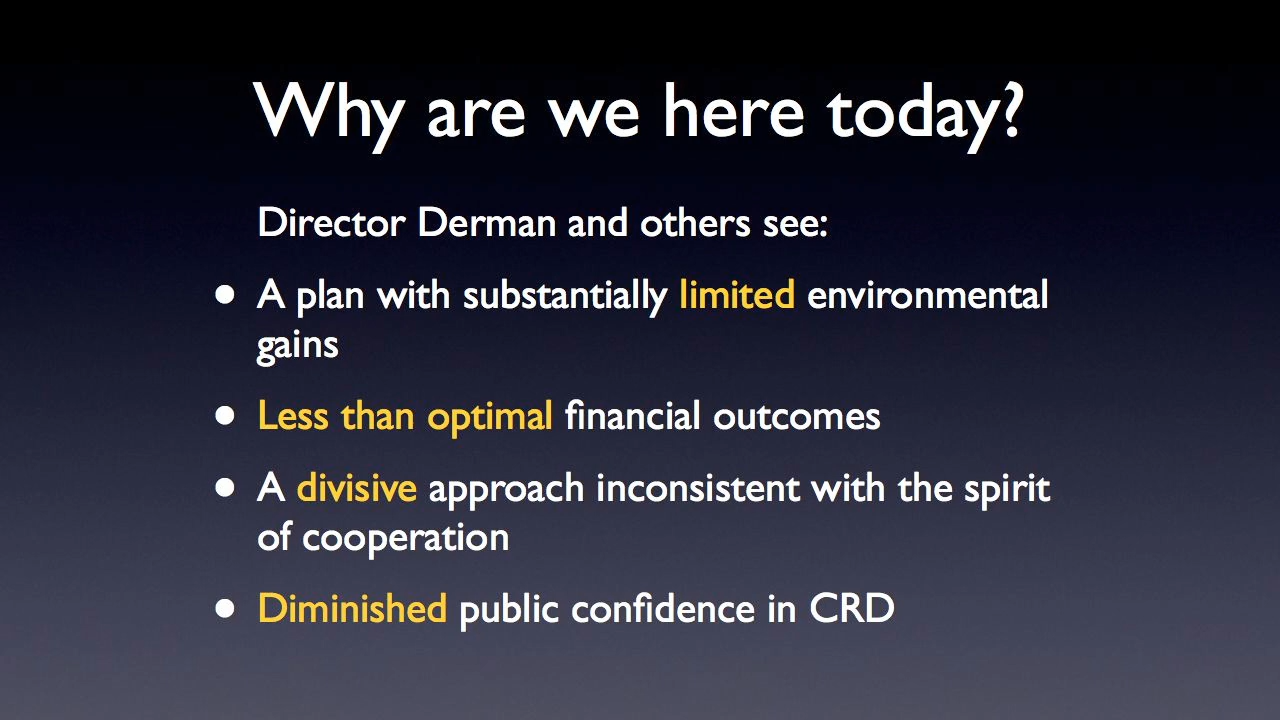 Why are we here today?
Director Derman and others see:
• A plan with substantially limited environmental
gains
• Less than optimal financial outcomes
• A divisive approach inconsistent with the spirit
of cooperation
• Diminished public confidence in CRD